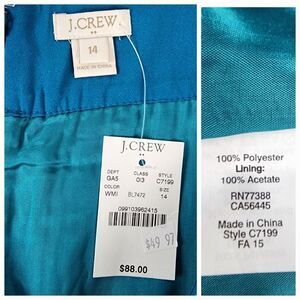 J.CREW
14
MADE IN CHINA
J.CREW
DEPT CLASS STYLE
GA5 013 C7199
COLOR SIZE
WMI BL7472 14
099103962415
$49.97
$88.00
100% Polyester
Lining:
100% Acetate
RN77388
CA56445
Made in China
Style C7199
FA 15